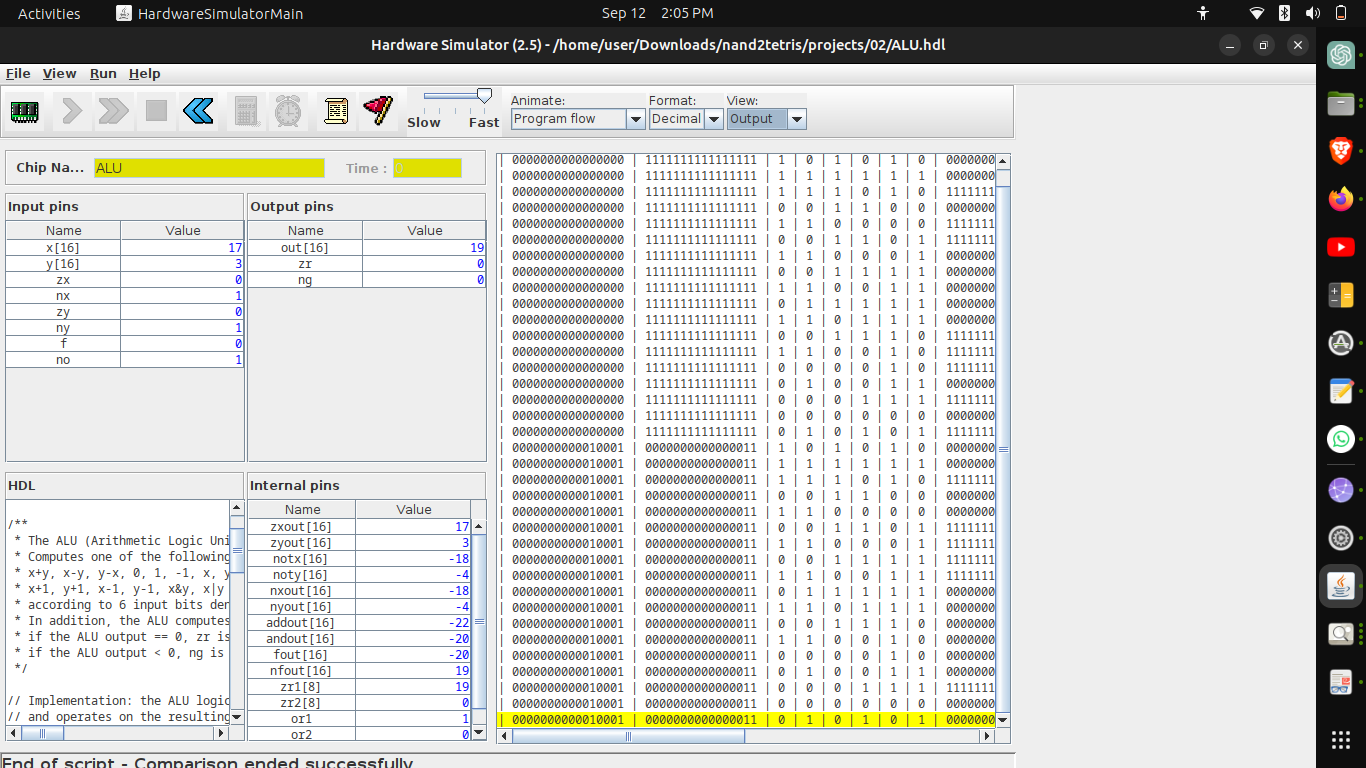 Activities
HardwareSimulatorMain
Sep 12 2:05 PM
Hardware Simulator (2.5) - /home/user/Downloads/nand2tetris/projects/02/ALU.hdl
File View Run Help
Slow Fast
Animate:
Program flow
Format:
Decimal
View:
Output
Chip Na... ALU Time : 0
Input pins
Name Value
x[16] 17
y[16] 3
zx 0
nx 1
zy 0
ny 1
f 0
no 1
Output pins
Name Value
out[16] 19
zr 0
ng 0
HDL
/**
* The ALU (Arithmetic Logic Uni
* Computes one of the following
* x+y, x-y, y-x, 0, 1, -1, x, y
* x+1, y+1, x-1, y-1, x&y, x|y
* according to 6 input bits den
* In addition, the ALU computes
* if the ALU output == 0, zr is
* if the ALU output < 0, ng is
*/
// Implementation: the ALU logic
// and operates on the resulting
Internal pins
Name Value
zxout[16] 17
zyout[16] 3
notx[16] -18
noty[16] -4
nxout[16] -18
nyout[16] -4
addout[16] -22
andout[16] -20
fout[16] -20
nfout[16] 19
zr1[8] 19
zr2[8] 0
or1 1
or2 0
| 0000000000000000 | 1111111111111111 | 1 | 0 | 1 | 0 | 1 | 0 | 0000000
| 0000000000000000 | 1111111111111111 | 1 | 1 | 1 | 1 | 1 | 1 | 0000000
| 0000000000000000 | 1111111111111111 | 1 | 1 | 1 | 0 | 1 | 0 | 1111111
| 0000000000000000 | 1111111111111111 | 0 | 0 | 1 | 1 | 0 | 0 | 0000000
| 0000000000000000 | 1111111111111111 | 1 | 1 | 0 | 0 | 0 | 0 | 1111111
| 0000000000000000 | 1111111111111111 | 0 | 0 | 1 | 1 | 0 | 1 | 1111111
| 0000000000000000 | 1111111111111111 | 1 | 1 | 0 | 0 | 0 | 1 | 0000000
| 0000000000000000 | 1111111111111111 | 0 | 0 | 1 | 1 | 1 | 1 | 0000000
| 0000000000000000 | 1111111111111111 | 1 | 1 | 0 | 0 | 1 | 1 | 0000000
| 0000000000000000 | 1111111111111111 | 0 | 1 | 1 | 1 | 1 | 1 | 0000000
| 0000000000000000 | 1111111111111111 | 1 | 1 | 0 | 1 | 1 | 1 | 0000000
| 0000000000000000 | 1111111111111111 | 0 | 0 | 1 | 1 | 1 | 0 | 1111111
| 0000000000000000 | 1111111111111111 | 1 | 1 | 0 | 0 | 1 | 0 | 1111111
| 0000000000000000 | 1111111111111111 | 0 | 0 | 0 | 0 | 1 | 0 | 1111111
| 0000000000000000 | 1111111111111111 | 0 | 1 | 0 | 0 | 1 | 1 | 0000000
| 0000000000000000 | 1111111111111111 | 0 | 0 | 0 | 1 | 1 | 1 | 1111111
| 0000000000000000 | 1111111111111111 | 0 | 0 | 0 | 0 | 0 | 0 | 0000000
| 0000000000000000 | 1111111111111111 | 0 | 1 | 0 | 1 | 0 | 1 | 1111111
| 0000000000010001 | 0000000000000011 | 1 | 0 | 1 | 0 | 1 | 0 | 0000000
| 0000000000010001 | 0000000000000011 | 1 | 1 | 1 | 1 | 1 | 1 | 0000000
| 0000000000010001 | 0000000000000011 | 1 | 1 | 1 | 0 | 1 | 0 | 1111111
| 0000000000010001 | 0000000000000011 | 0 | 0 | 1 | 1 | 0 | 0 | 0000000
| 0000000000010001 | 0000000000000011 | 1 | 1 | 0 | 0 | 0 | 0 | 0000000
| 0000000000010001 | 0000000000000011 | 0 | 0 | 1 | 1 | 0 | 1 | 1111111
| 0000000000010001 | 0000000000000011 | 1 | 1 | 0 | 0 | 0 | 1 | 1111111
| 0000000000010001 | 0000000000000011 | 0 | 0 | 1 | 1 | 1 | 1 | 1111111
| 0000000000010001 | 0000000000000011 | 1 | 1 | 0 | 0 | 1 | 1 | 1111111
| 0000000000010001 | 0000000000000011 | 0 | 1 | 1 | 1 | 1 | 1 | 0000000
| 0000000000010001 | 0000000000000011 | 1 | 1 | 0 | 1 | 1 | 1 | 0000000
| 0000000000010001 | 0000000000000011 | 0 | 0 | 1 | 1 | 1 | 0 | 0000000
| 0000000000010001 | 0000000000000011 | 1 | 1 | 0 | 0 | 1 | 0 | 0000000
| 0000000000010001 | 0000000000000011 | 0 | 0 | 0 | 0 | 1 | 0 | 0000000
| 0000000000010001 | 0000000000000011 | 0 | 1 | 0 | 0 | 1 | 1 | 0000000
| 0000000000010001 | 0000000000000011 | 0 | 0 | 0 | 1 | 1 | 1 | 1111111
| 0000000000010001 | 0000000000000011 | 0 | 0 | 0 | 0 | 0 | 0 | 0000000
| 0000000000010001 | 0000000000000011 | 0 | 1 | 0 | 1 | 0 | 1 | 0000000
End of script - Comparison ended successfully